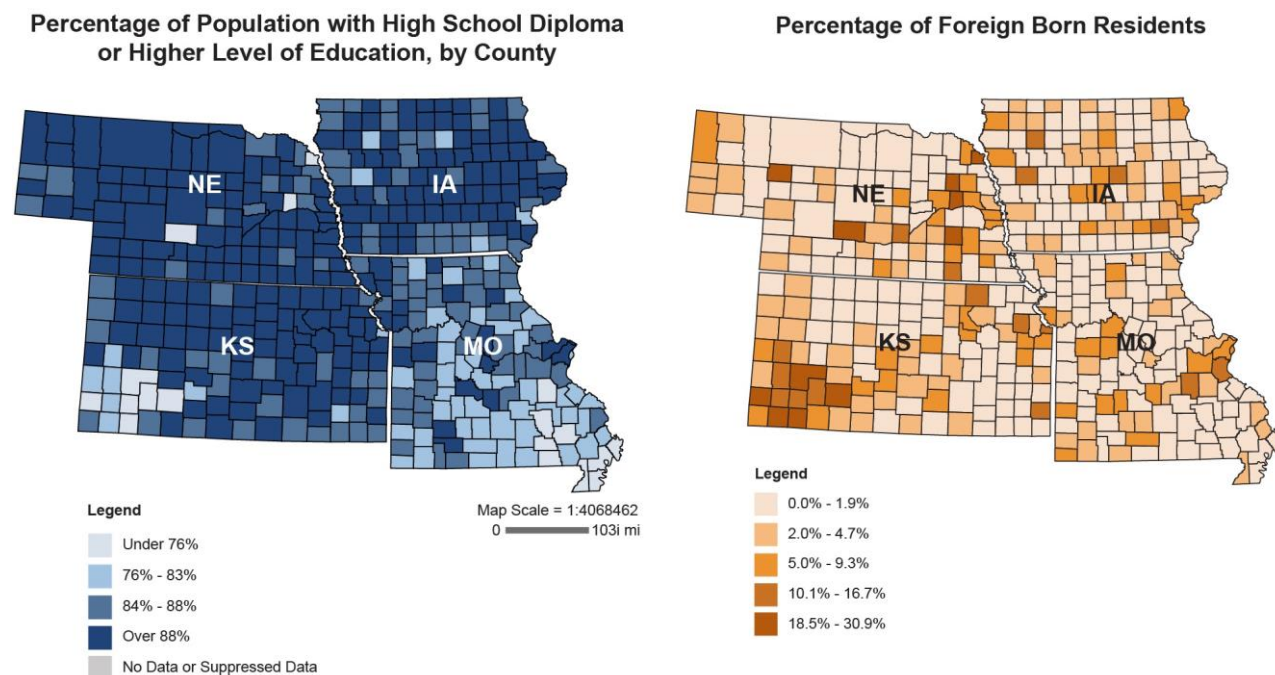 Percentage of Population with High School Diploma
or Higher Level of Education, by County
NE
IA
KS
MO
Legend
Under 76%
76% - 83%
84% - 88%
Over 88%
No Data or Suppressed Data
Map Scale = 1:4068462
0 103i mi
Percentage of Foreign Born Residents
NE
IA
KS
MO
Legend
0.0% - 1.9%
2.0% - 4.7%
5.0% - 9.3%
10.1% - 16.7%
18.5% - 30.9%